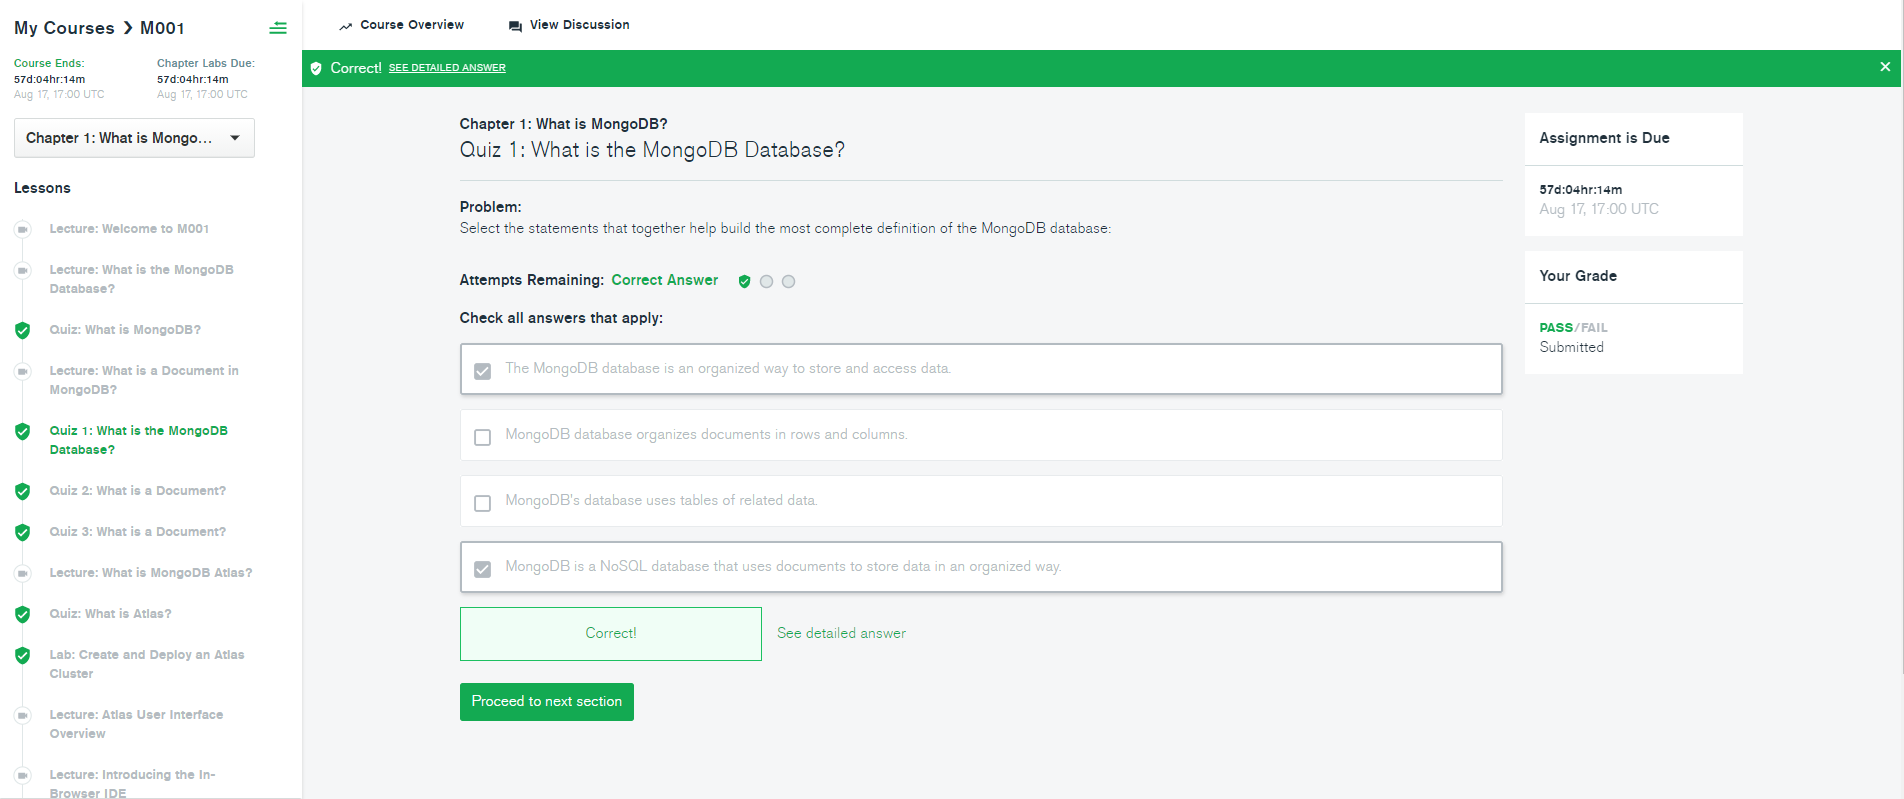 My Courses ❯ M001
Course Ends:
57d:04hr:14m
Aug 17, 17:00 UTC
Chapter Labs Due:
57d:04hr:14m
Aug 17, 17:00 UTC
Chapter 1: What is Mongo...
Lessons
Lecture: Welcome to M001
Lecture: What is the MongoDB
Database?
Quiz: What is MongoDB?
Lecture: What is a Document in
MongoDB?
Quiz 1: What is the MongoDB
Database?
Quiz 2: What is a Document?
Quiz 3: What is a Document?
Lecture: What is MongoDB Atlas?
Quiz: What is Atlas?
Lab: Create and Deploy an Atlas
Cluster
Lecture: Atlas User Interface
Overview
Lecture: Introducing the In-
Browser IDE
Course Overview
View Discussion
Correct! SEE DETAILED ANSWER
Chapter 1: What is MongoDB?
Quiz 1: What is the MongoDB Database?
Problem:
Select the statements that together help build the most complete definition of the MongoDB database:
Attempts Remaining: Correct Answer
Check all answers that apply:
The MongoDB database is an organized way to store and access data.
MongoDB database organizes documents in rows and columns.
MongoDB's database uses tables of related data.
MongoDB is a NoSQL database that uses documents to store data in an organized way.
Correct!
See detailed answer
Proceed to next section
Assignment is Due
57d:04hr:14m
Aug 17, 17:00 UTC
Your Grade
PASS/FAIL
Submitted